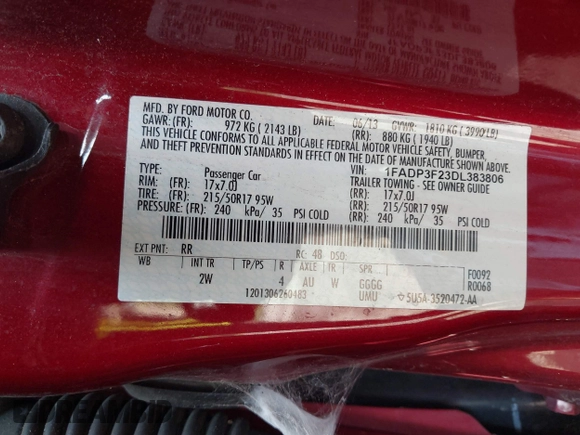 MFD. BY FORD MOTOR CO.
DATE: 06/13 GVWR: 1810 KG (3990 LB)
GAWR: (FR): 972 KG (2143 LB) (RR): 880 KG (1940 LB)
THIS VEHICLE CONFORMS TO ALL APPLICABLE FEDERAL MOTOR VEHICLE SAFETY, BUMPER,
AND THEFT PREVENTION STANDARDS IN EFFECT ON THE DATE OF MANUFACTURE SHOWN ABOVE.
VIN: 1FADP3F23DL383806
TYPE: Passenger Car TRAILER TOWING - SEE OWNER GUIDE
RIM: (FR): 17x7.0J (RR): 17x7.0J
TIRE: (FR): 215/50R17 95W (RR): 215/50R17 95W
PRESSURE: (FR): 240 kPa/ 35 PSI COLD (RR): 240 kPa/ 35 PSI COLD
EXT PNT: RR RC: 48 DSO:
WB INT TR TP/PS R AXLE TR SPR F0092
2W 4 AU W GGGG R0068
1201306260483 UMU 5U5A-3520472-AA